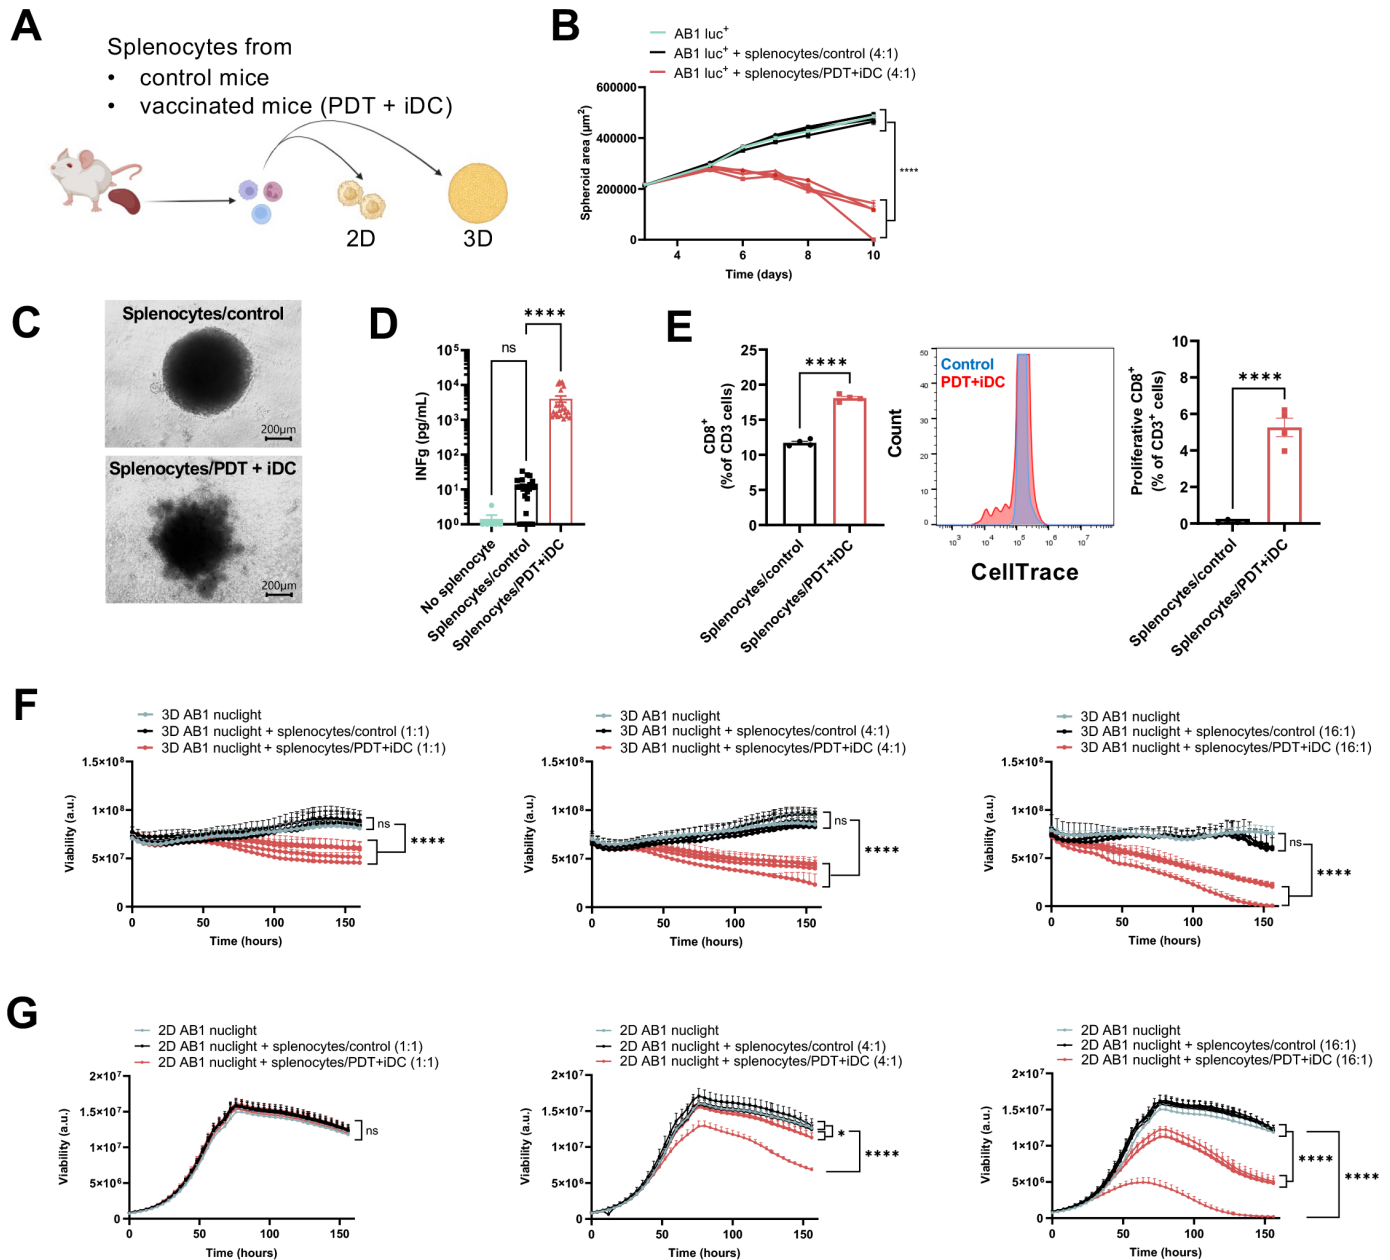 A
Splenocytes from
• control mice
• vaccinated mice (PDT + iDC)
2D
3D
B
AB1 luc⁺
AB1 luc⁺ + splenocytes/control (4:1)
AB1 luc⁺ + splenocytes/PDT+iDC (4:1)
Spheroid area (µm²)
600000
400000
200000
0
4 6 8 10
Time (days)
****
C
Splenocytes/control
200µm
Splenocytes/PDT + iDC
200µm
D
INFg (pg/mL)
10⁵
10⁴
10³
10²
10¹
10⁰
ns
****
No splenocyte
Splenocytes/control
Splenocytes/PDT+iDC
E
CD8⁺
(%of CD3 cells)
25
20
15
10
5
0
****
Splenocytes/control
Splenocytes/PDT+iDC
Control
PDT+iDC
Count
50
40
30
20
10
0
10³ 10⁴ 10⁵ 10⁶ 10⁷
CellTrace
Proliferative CD8⁺
(% of CD3⁺ cells)
10
8
6
4
2
0
****
Splenocytes/control
Splenocytes/PDT+iDC
F
3D AB1 nuclight
3D AB1 nuclight + splenocytes/control (1:1)
3D AB1 nuclight + splenocytes/PDT+iDC (1:1)
Viability (a.u.)
1.5×10⁸
1×10⁸
5×10⁷
0
0 50 100 150
Time (hours)
ns
****
3D AB1 nuclight
3D AB1 nuclight + splenocytes/control (4:1)
3D AB1 nuclight + splenocytes/PDT+iDC (4:1)
Viability (a.u.)
1.5×10⁸
1×10⁸
5×10⁷
0
0 50 100 150
Time (hours)
ns
****
3D AB1 nuclight
3D AB1 nuclight + splenocytes/control (16:1)
3D AB1 nuclight + splenocytes/PDT+iDC (16:1)
Viability (a.u.)
1.5×10⁸
1×10⁸
5×10⁷
0
0 50 100 150
Time (hours)
ns
****
G
2D AB1 nuclight
2D AB1 nuclight + splenocytes/control (1:1)
2D AB1 nuclight + splenocytes/PDT+iDC (1:1)
Viability (a.u.)
2×10⁷
1.5×10⁷
1×10⁷
5×10⁶
0
0 50 100 150
Time (hours)
ns
2D AB1 nuclight
2D AB1 nuclight + splenocytes/control (4:1)
2D AB1 nuclight + splenocytes/PDT+iDC (4:1)
Viability (a.u.)
2×10⁷
1.5×10⁷
1×10⁷
5×10⁶
0
0 50 100 150
Time (hours)
*
****
2D AB1 nuclight
2D AB1 nuclight + splenocytes/control (16:1)
2D AB1 nuclight + splencoytes/PDT+iDC (16:1)
Viability (a.u.)
2×10⁷
1.5×10⁷
1×10⁷
5×10⁶
0
0 50 100 150
Time (hours)
****
****